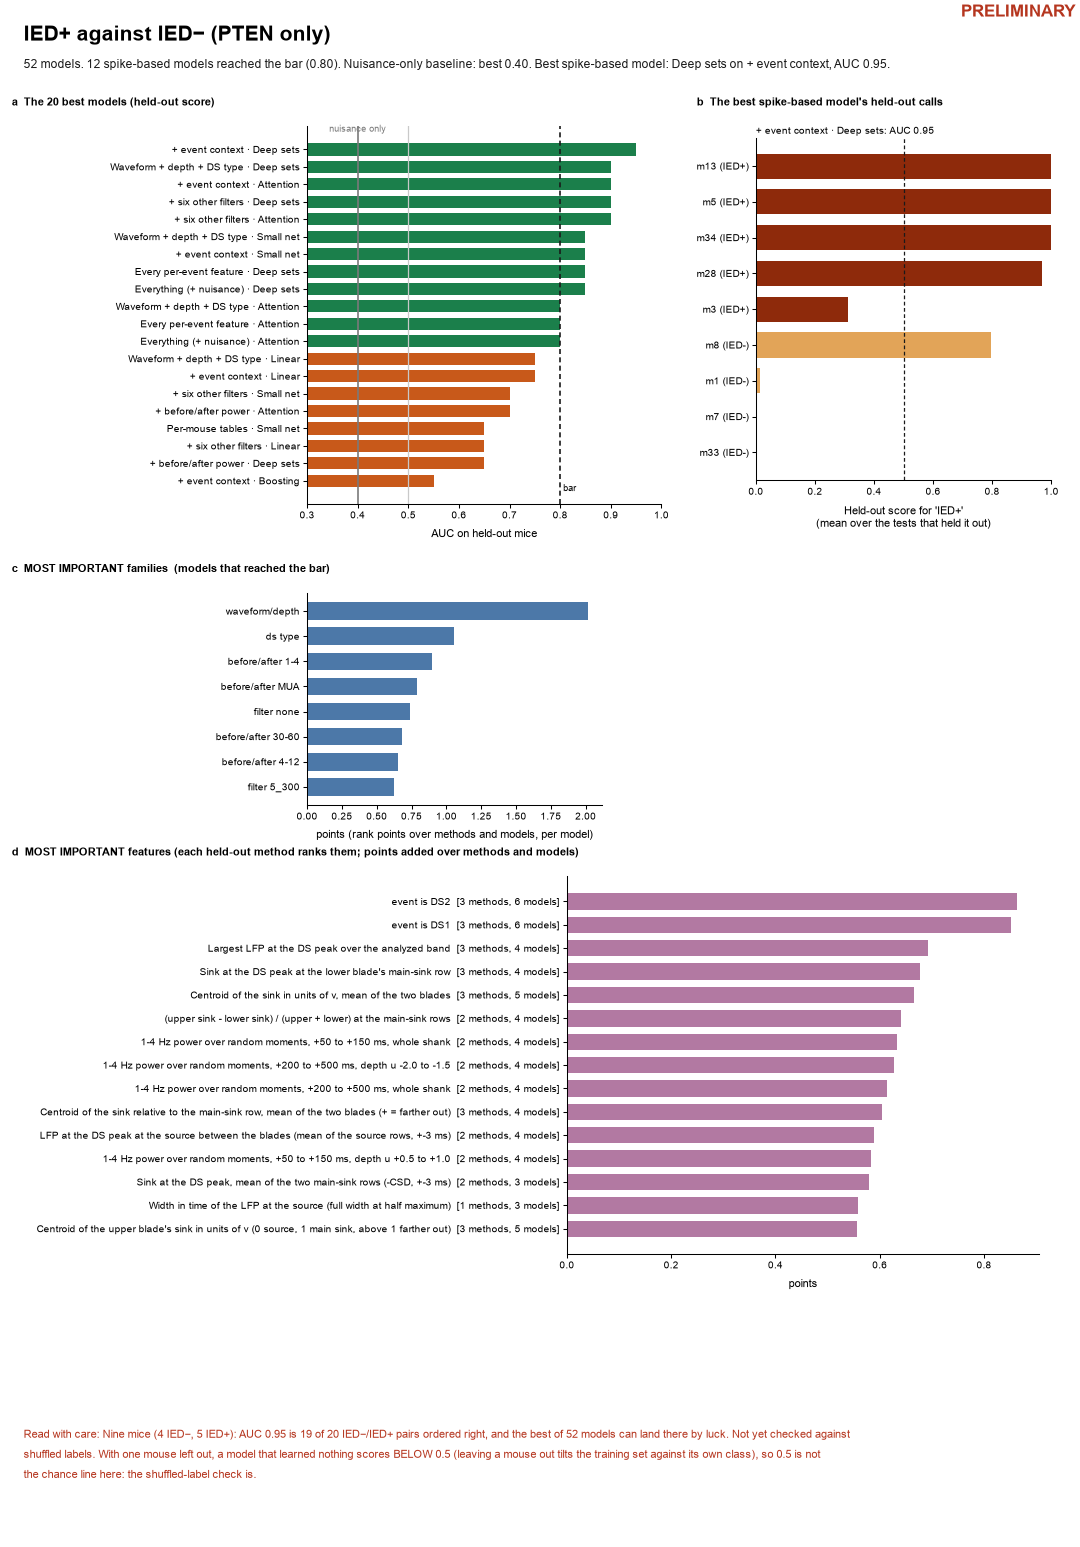 PRELIMINARY
IED+ against IED− (PTEN only)
52 models. 12 spike-based models reached the bar (0.80). Nuisance-only baseline: best 0.40. Best spike-based model: Deep sets on + event context, AUC 0.95.
a The 20 best models (held-out score)
nuisance only
+ event context · Deep sets
Waveform + depth + DS type · Deep sets
+ event context · Attention
+ six other filters · Deep sets
+ six other filters · Attention
Waveform + depth + DS type · Small net
+ event context · Small net
Every per-event feature · Deep sets
Everything (+ nuisance) · Deep sets
Waveform + depth + DS type · Attention
Every per-event feature · Attention
Everything (+ nuisance) · Attention
Waveform + depth + DS type · Linear
+ event context · Linear
+ six other filters · Small net
+ before/after power · Attention
Per-mouse tables · Small net
+ six other filters · Linear
+ before/after power · Deep sets
+ event context · Boosting
bar
0.3 0.4 0.5 0.6 0.7 0.8 0.9 1.0
AUC on held-out mice
b The best spike-based model's held-out calls
+ event context · Deep sets: AUC 0.95
m13 (IED+)
m5 (IED+)
m34 (IED+)
m28 (IED+)
m3 (IED+)
m8 (IED-)
m1 (IED-)
m7 (IED-)
m33 (IED-)
0.0 0.2 0.4 0.6 0.8 1.0
Held-out score for 'IED+'
(mean over the tests that held it out)
c MOST IMPORTANT families (models that reached the bar)
waveform/depth
ds type
before/after 1-4
before/after MUA
filter none
before/after 30-60
before/after 4-12
filter 5_300
0.00 0.25 0.50 0.75 1.00 1.25 1.50 1.75 2.00
points (rank points over methods and models, per model)
d MOST IMPORTANT features (each held-out method ranks them; points added over methods and models)
event is DS2 [3 methods, 6 models]
event is DS1 [3 methods, 6 models]
Largest LFP at the DS peak over the analyzed band [3 methods, 4 models]
Sink at the DS peak at the lower blade's main-sink row [3 methods, 4 models]
Centroid of the sink in units of v, mean of the two blades [3 methods, 5 models]
(upper sink - lower sink) / (upper + lower) at the main-sink rows [2 methods, 4 models]
1-4 Hz power over random moments, +50 to +150 ms, whole shank [2 methods, 4 models]
1-4 Hz power over random moments, +200 to +500 ms, depth u -2.0 to -1.5 [2 methods, 4 models]
1-4 Hz power over random moments, +200 to +500 ms, whole shank [2 methods, 4 models]
Centroid of the sink relative to the main-sink row, mean of the two blades (+ = farther out) [3 methods, 4 models]
LFP at the DS peak at the source between the blades (mean of the source rows, +-3 ms) [2 methods, 4 models]
1-4 Hz power over random moments, +50 to +150 ms, depth u +0.5 to +1.0 [2 methods, 4 models]
Sink at the DS peak, mean of the two main-sink rows (-CSD, +-3 ms) [2 methods, 3 models]
Width in time of the LFP at the source (full width at half maximum) [1 methods, 3 models]
Centroid of the upper blade's sink in units of v (0 source, 1 main sink, above 1 farther out) [3 methods, 5 models]
0.0 0.2 0.4 0.6 0.8
points
Read with care: Nine mice (4 IED−, 5 IED+): AUC 0.95 is 19 of 20 IED−/IED+ pairs ordered right, and the best of 52 models can land there by luck. Not yet checked against
shuffled labels. With one mouse left out, a model that learned nothing scores BELOW 0.5 (leaving a mouse out tilts the training set against its own class), so 0.5 is not
the chance line here: the shuffled-label check is.